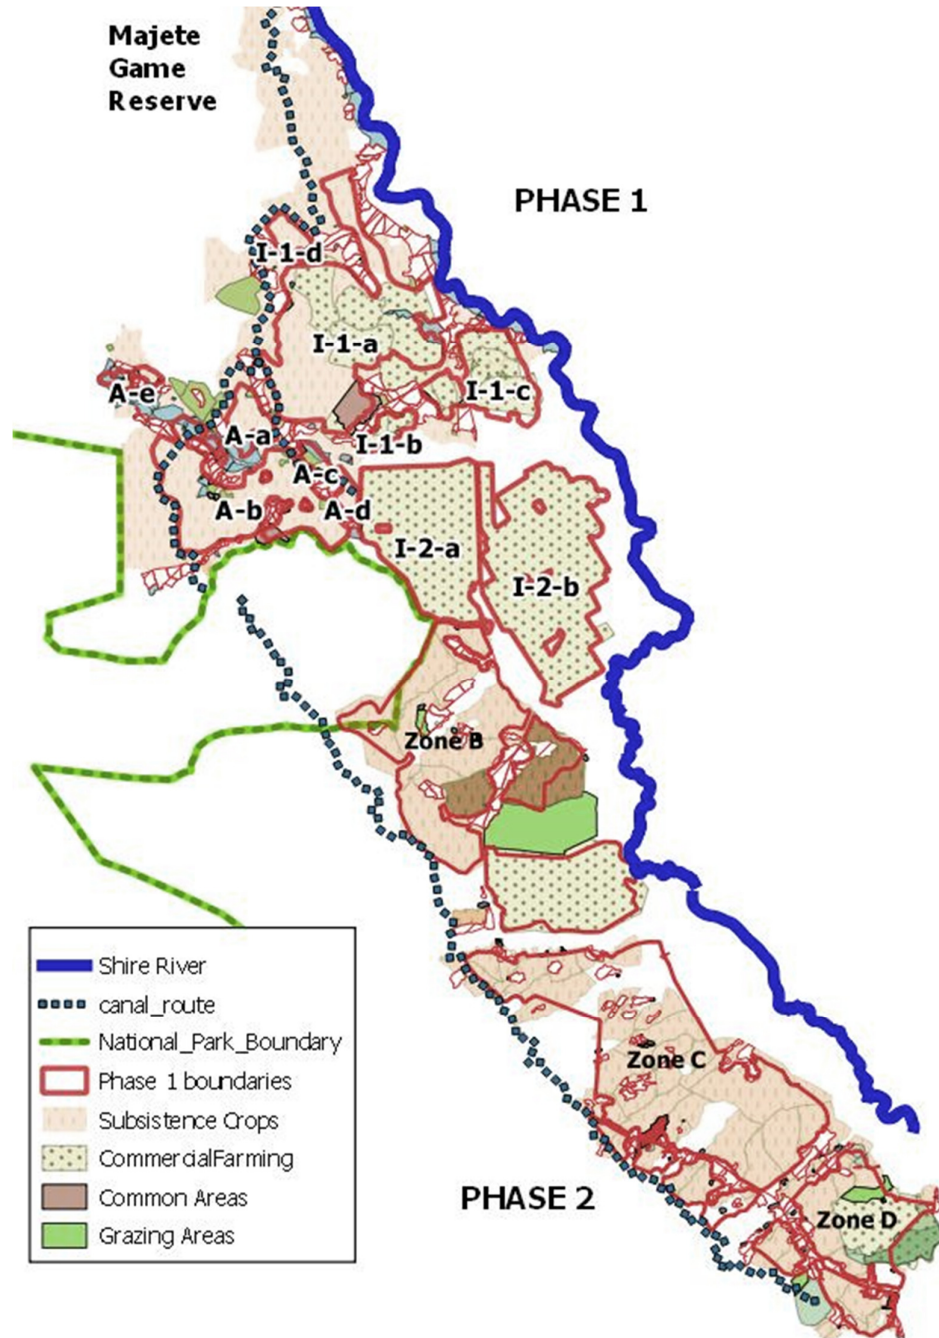 Majete
Game
Reserve
PHASE 1
I-1-d
I-1-a
A-e
I-1-c
A-a
I-1-b
A-c
A-b
A-d
I-2-a
I-2-b
Zone B
Shire River
canal_route
National_Park_Boundary
Phase 1 boundaries
Subsistence Crops
CommercialFarming
Common Areas
Grazing Areas
Zone C
PHASE 2
Zone D